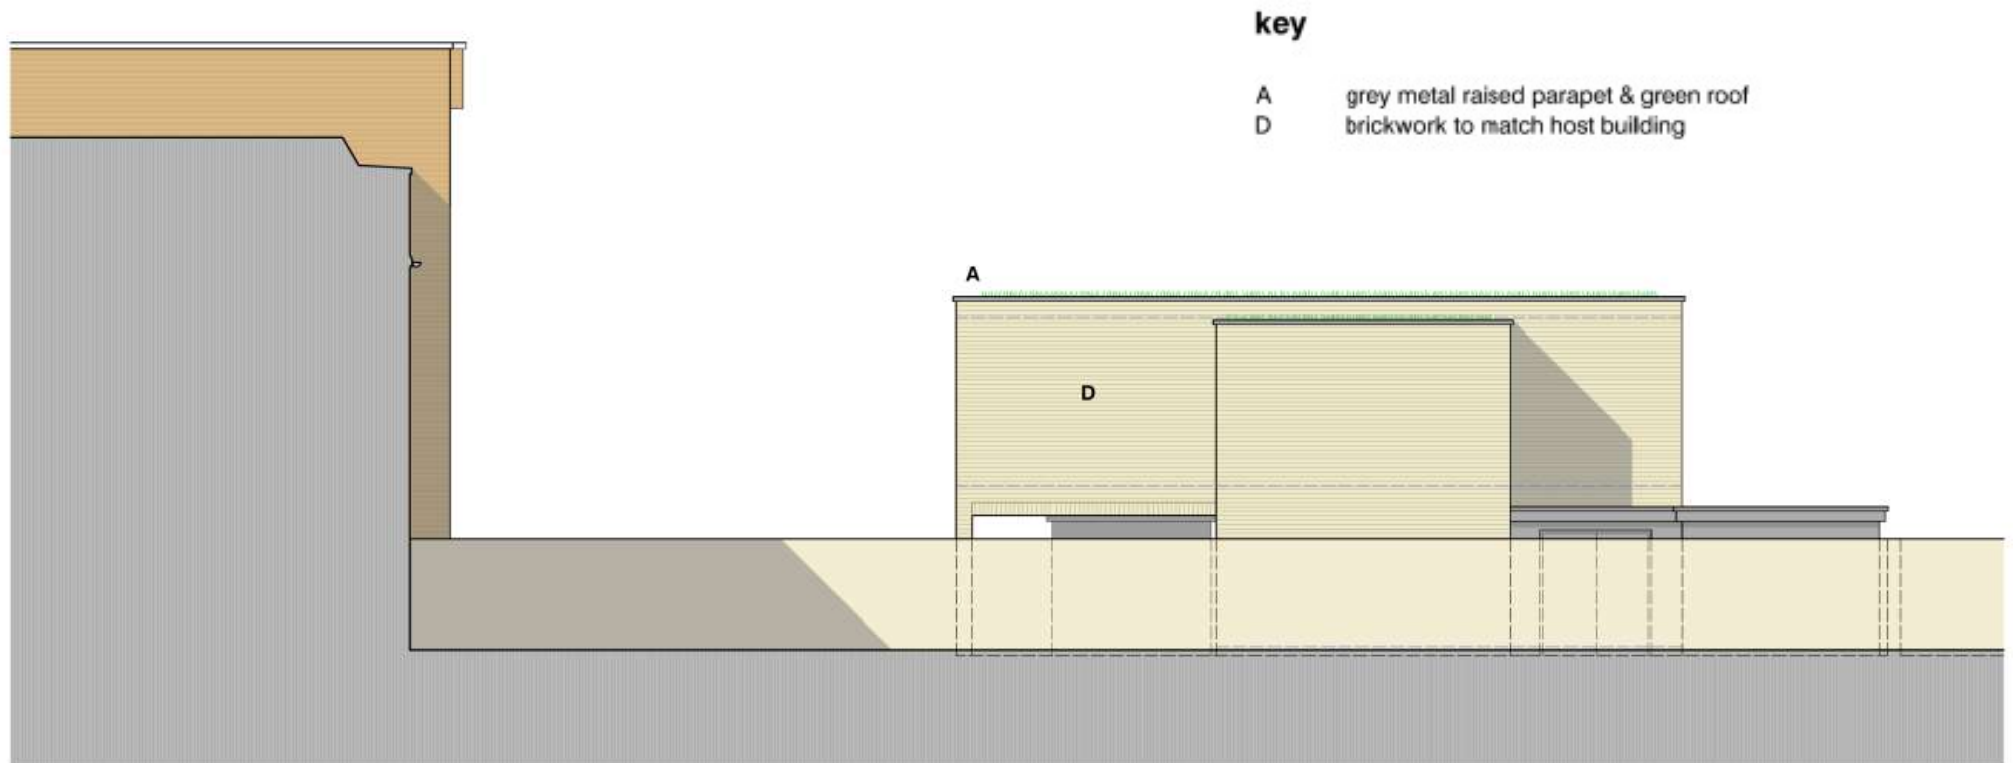 key
A grey metal raised parapet & green roof
D brickwork to match host building
A
D